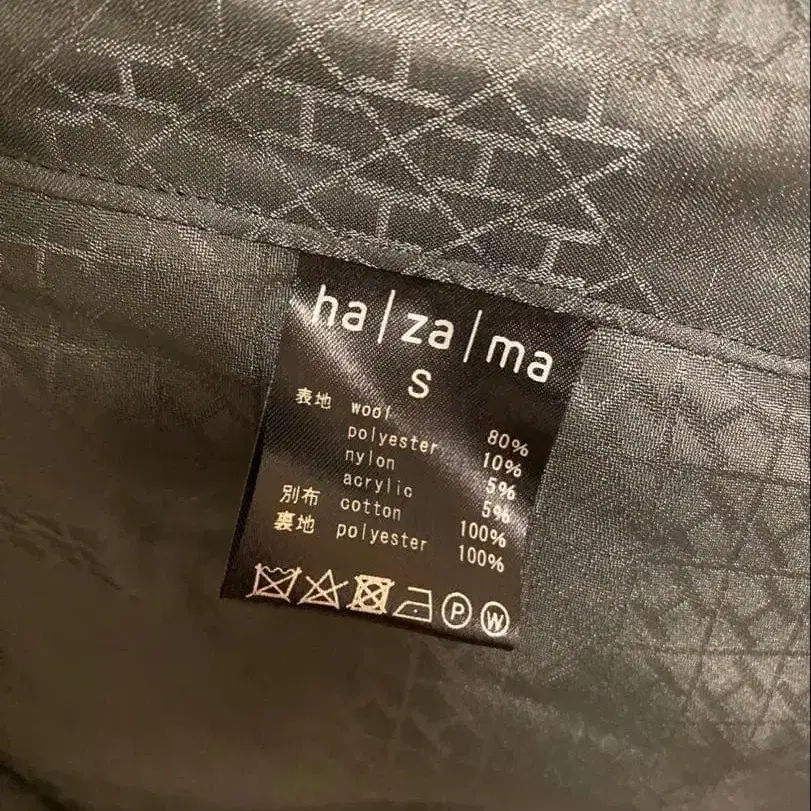 ha|za|ma
S
表地 wool 80%
polyester 10%
nylon 5%
acrylic 5%
別布 cotton 100%
裏地 polyester 100%
P W